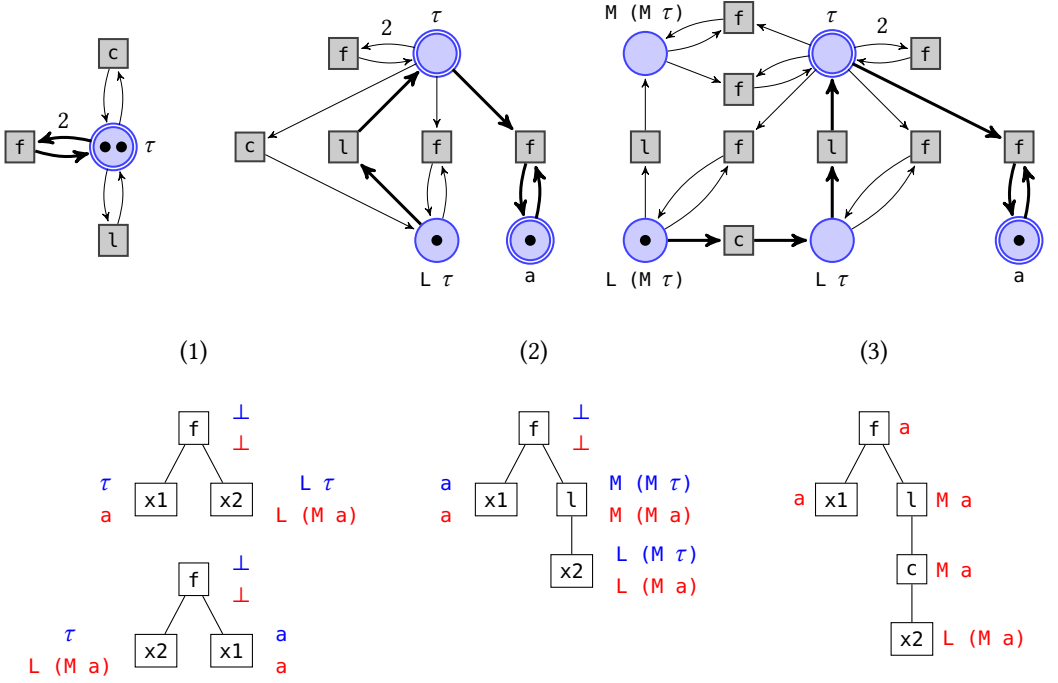 c
f 2 τ
l
τ
f 2
c l f f
L τ a
M (M τ) f τ 2 f
f
l f l f f
c
L (M τ) L τ a
(1) (2) (3)
f ⊥
⊥
τ x1 x2 L τ
a L (M a)
f ⊥
⊥
τ x2 x1 a
L (M a) a
f ⊥
⊥
a x1 l M (M τ)
a M (M a)
x2 L (M τ)
L (M a)
f a
a x1 l M a
c M a
x2 L (M a)